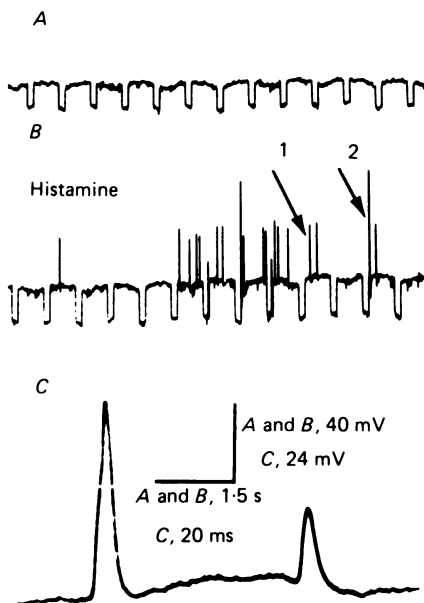 A
B
1 2
Histamine
C
A and B, 40 mV
C, 24 mV
A and B, 1·5 s
C, 20 ms